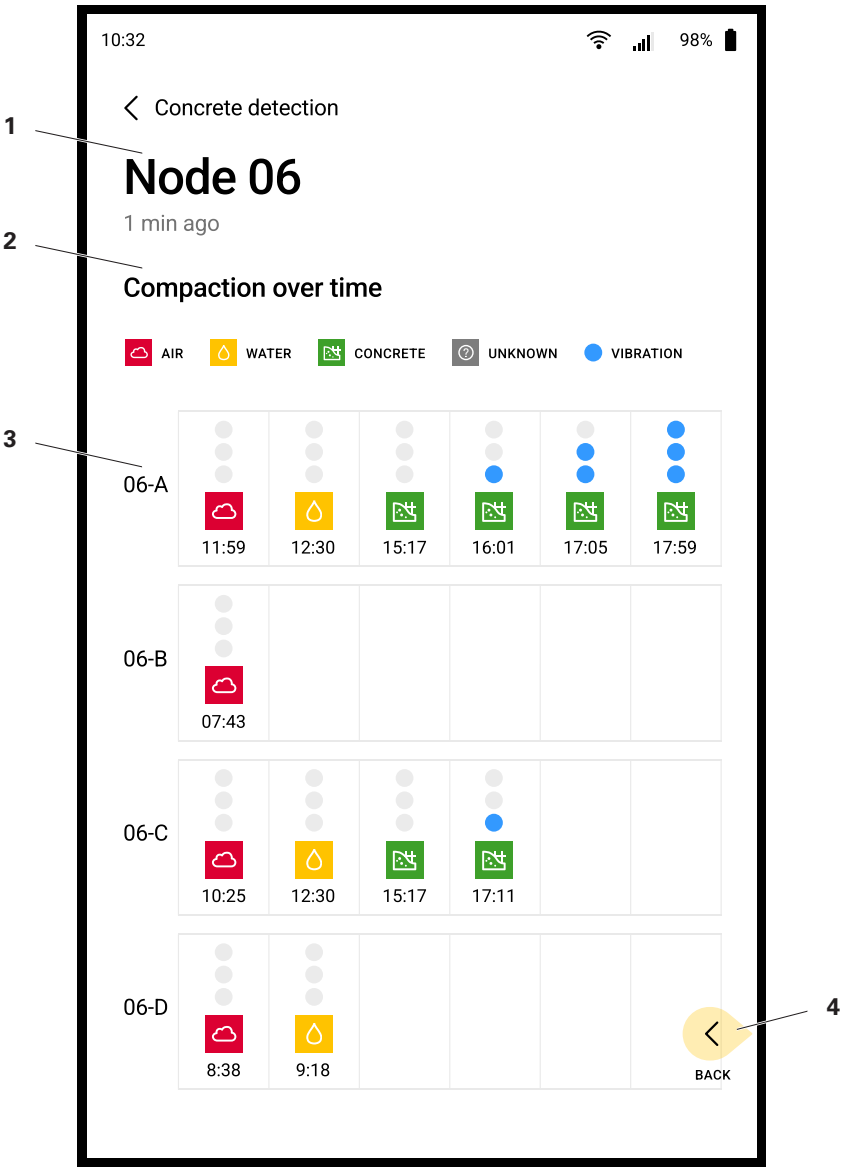 10:32 98%
Concrete detection
1
Node 06
1 min ago
2
Compaction over time
AIR WATER CONCRETE UNKNOWN VIBRATION
3
06-A
11:59 12:30 15:17 16:01 17:05 17:59
06-B
07:43
06-C
10:25 12:30 15:17 17:11
06-D
4
8:38 9:18
BACK